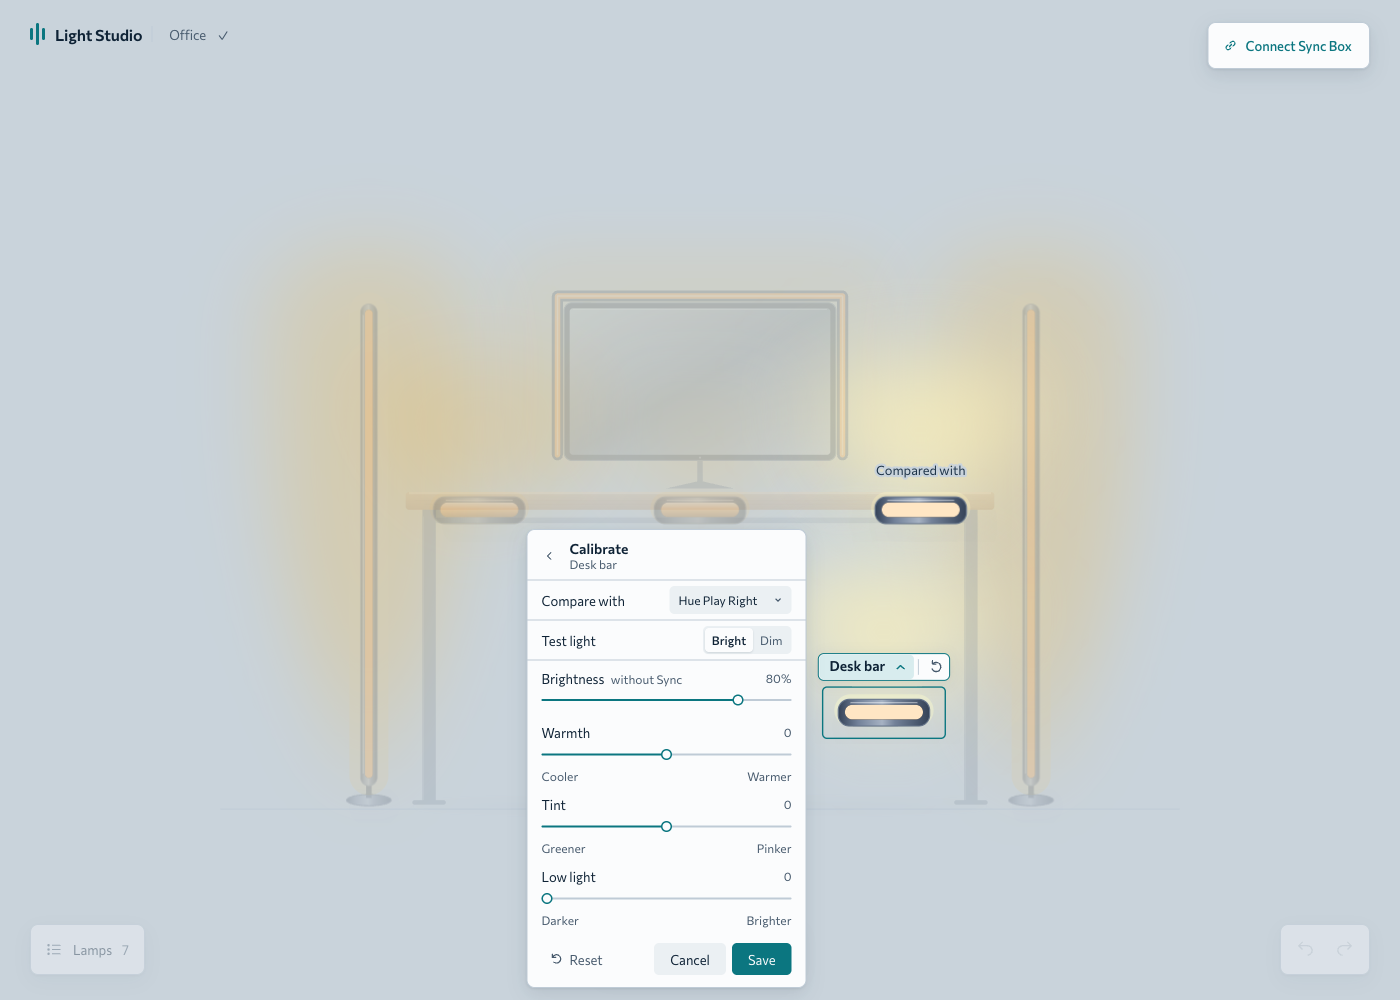 Light Studio
Office
Connect Sync Box
Compared with
Calibrate
Desk bar
Compare with Hue Play Right
Test light Bright Dim
Brightness without Sync 80%
Warmth 0
Cooler Warmer
Tint 0
Greener Pinker
Low light 0
Darker Brighter
Reset Cancel Save
Desk bar
Lamps 7